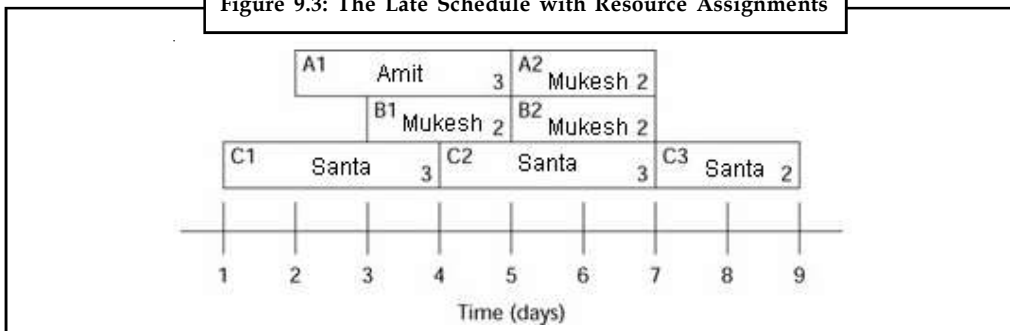 Figure 9.3: The Late Schedule with Resource Assignments
A1 Amit 3 A2 Mukesh 2
B1 Mukesh 2 B2 Mukesh 2
C1 Santa 3 C2 Santa 3 C3 Santa 2
1 2 3 4 5 6 7 8 9
Time (days)